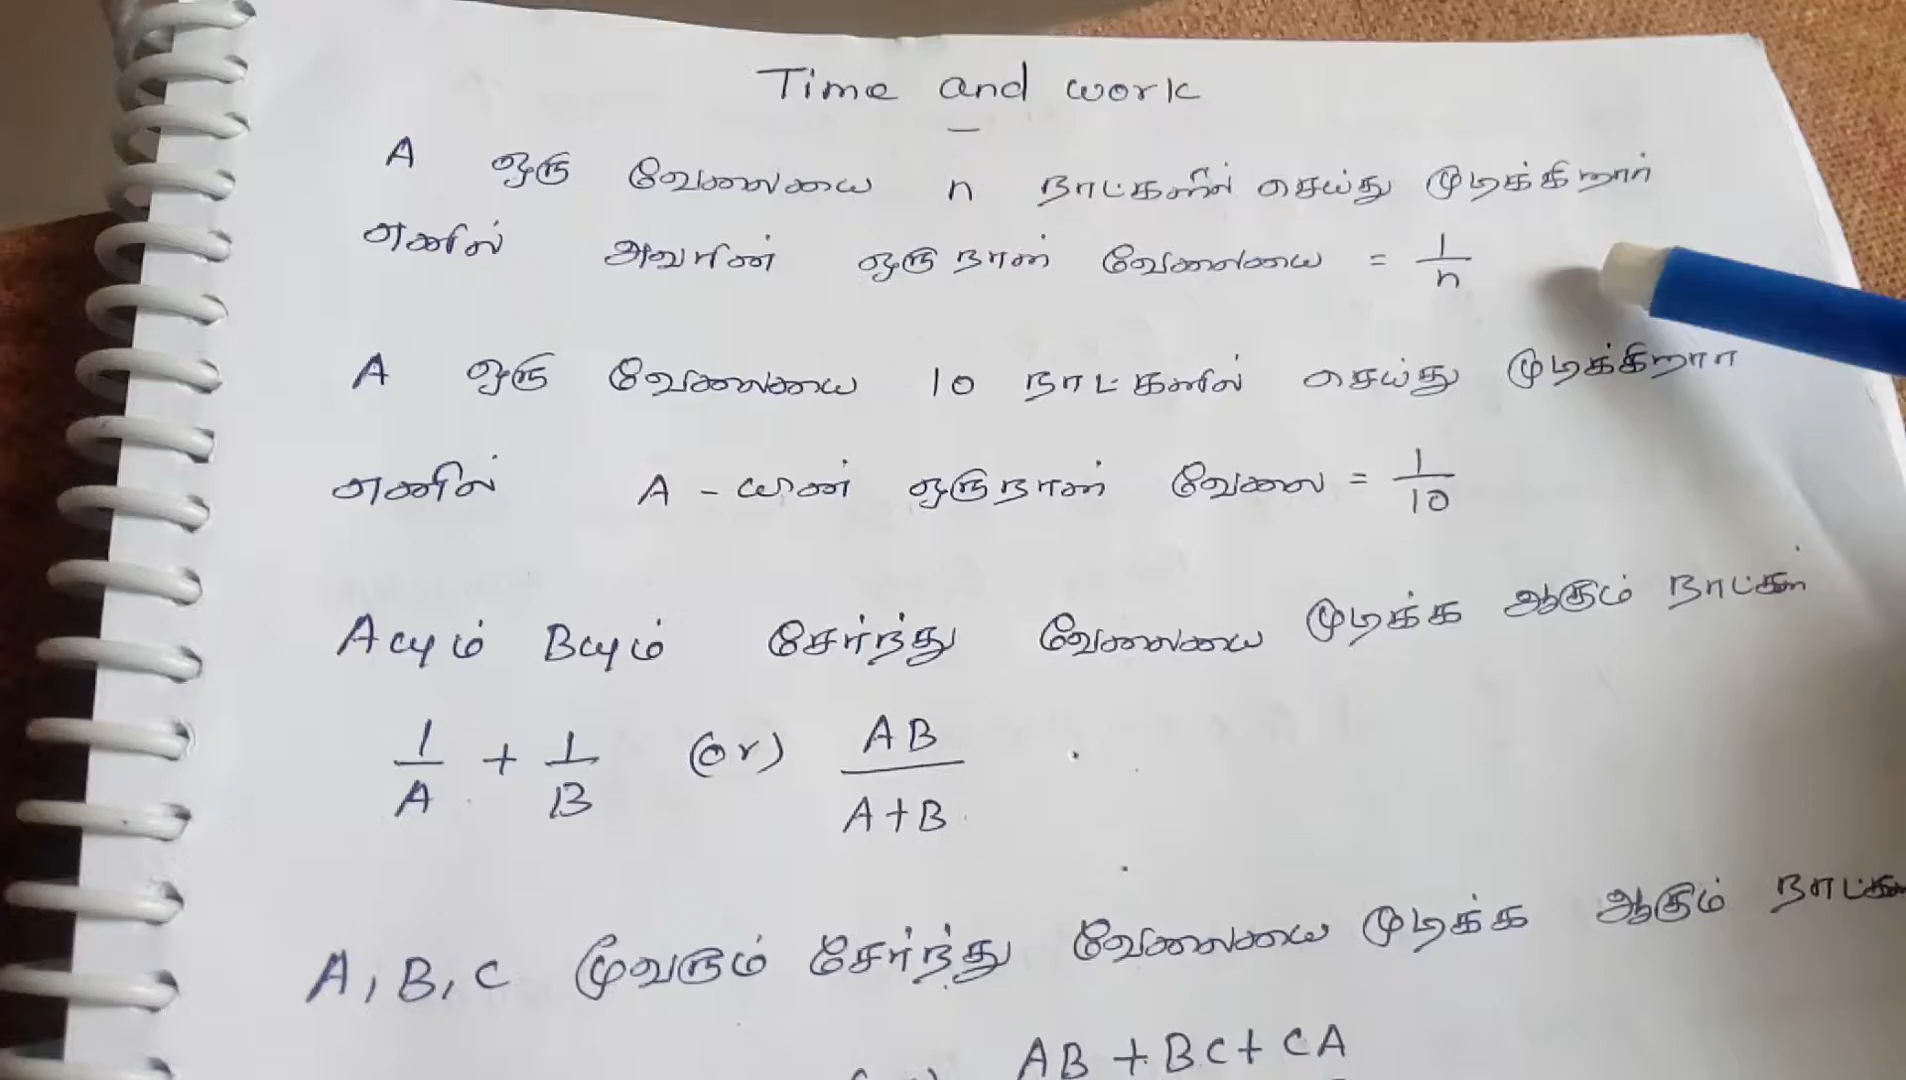 Time and work
A ஒரு வேலையை n நாட்களில் செய்து முடிக்கிறார்
எனில் அவரின் ஒருநாள் வேலையை = 1/n
A ஒரு வேலையை 10 நாட்களில் செய்து முடிக்கிறார்
எனில் A - யின் ஒருநாள் வேலை = 1/10
Aயும் Bயும் சேர்ந்து வேலையை முடிக்க ஆகும் நாட்கள்
1/A + 1/B (or) AB/A+B
A, B, C மூவரும் சேர்ந்து வேலையை முடிக்க ஆகும் நாட்கள்
AB + BC + CA